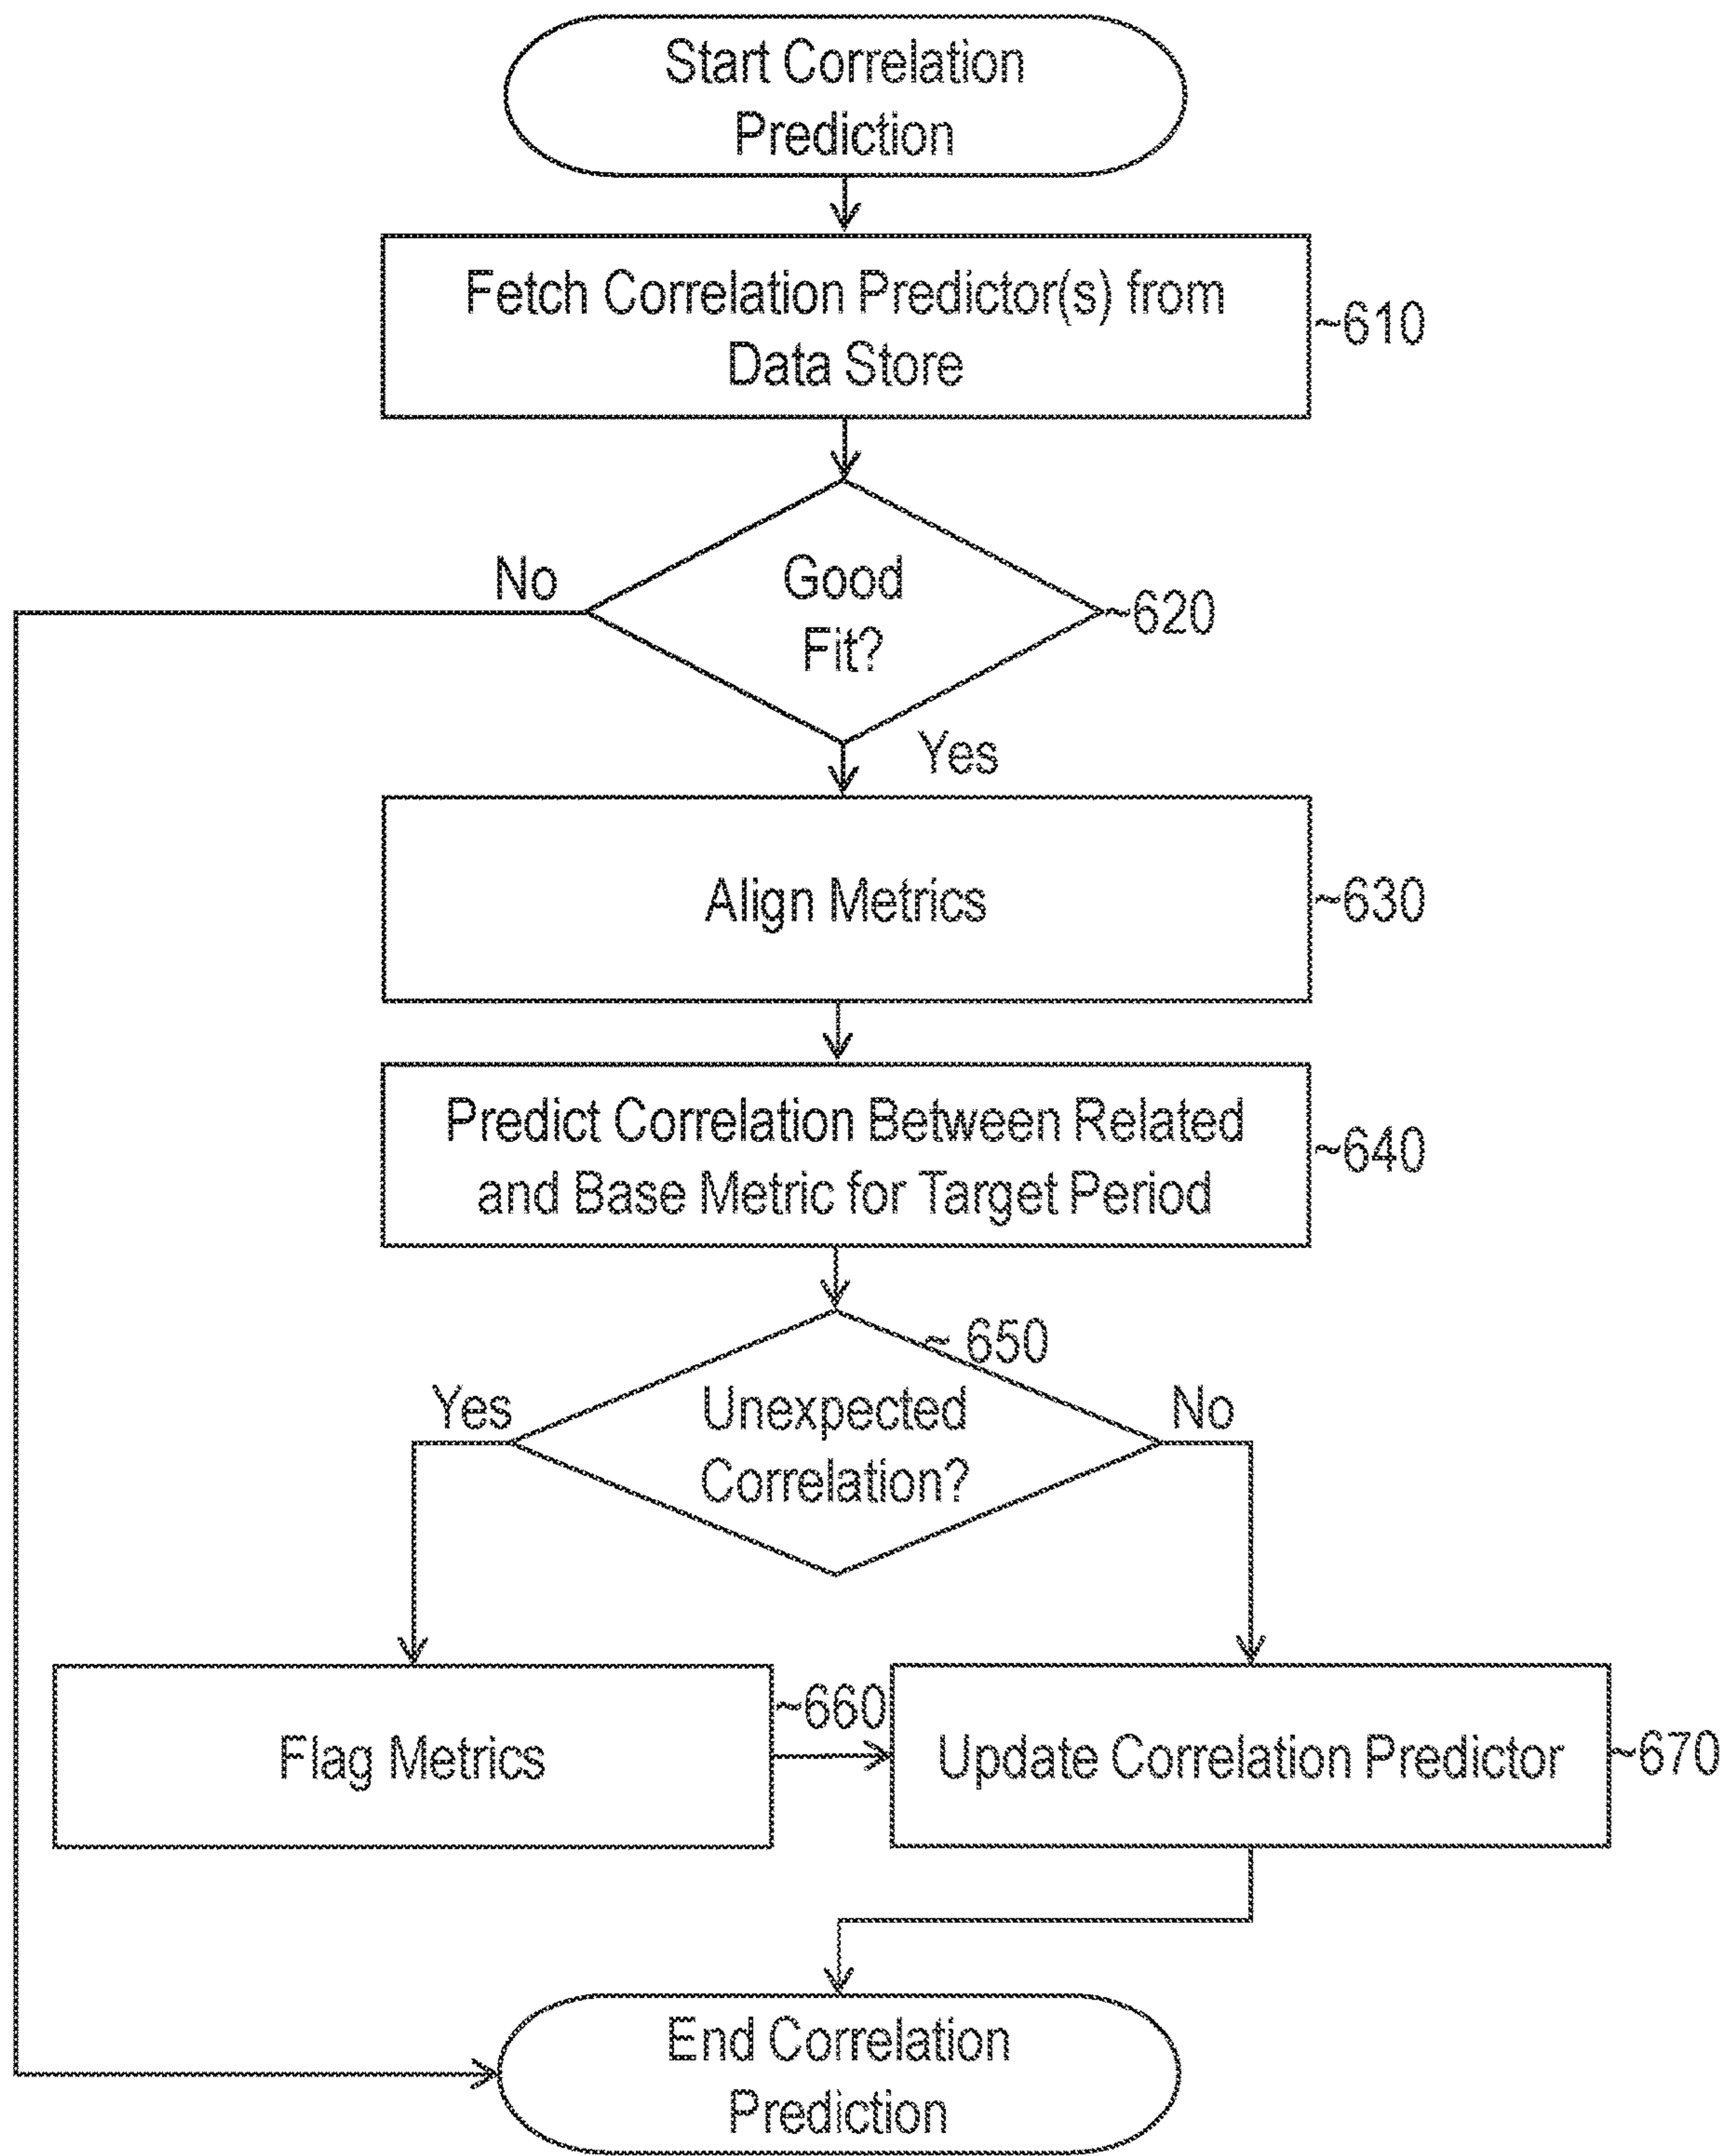 Start Correlation
Prediction
Fetch Correlation Predictor(s) from
Data Store
~610
No
Good
Fit?
~620
Yes
Align Metrics
~630
Predict Correlation Between Related
and Base Metric for Target Period
~640
~ 650
Yes
Unexpected
Correlation?
No
Flag Metrics
~660
Update Correlation Predictor
~670
End Correlation
Prediction